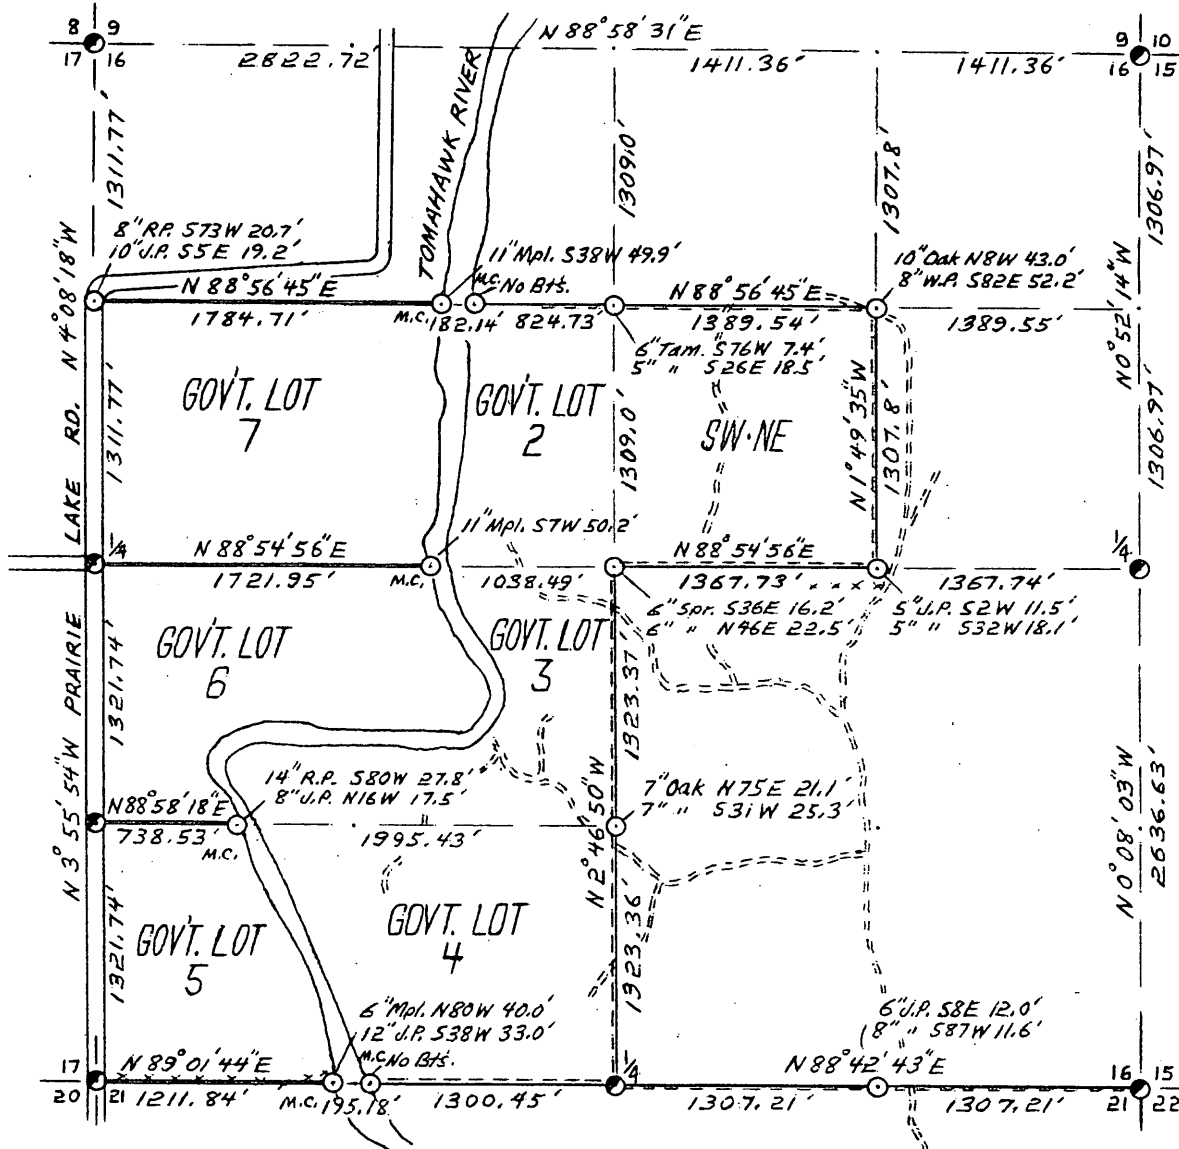 8 9
17 16
2822.72'
N 88°58'31"E
1411.36'
1411.36'
9 10
16 15
1311.77'
TOMAHAWK RIVER
1309.0'
1307.8'
1306.97'
8" R.P. S73W 20.7'
10" J.P. S5E 19.2'
11" Mpl. S38W 49.9'
M.C. No Bts.
10" Oak N8W 43.0'
8" W.P. S82E 52.2'
N 4°08'18"W
N 88°56'45"E
N 88°56'45"E
N 0°52'14"W
1784.71'
M.C. 182.14'
824.73'
1389.54'
1389.55'
6" Tam. S76W 7.4'
5" " S26E 18.5'
GOV'T. LOT
7
GOV'T. LOT
2
SW·NE
1311.77'
1309.0'
N 1°49'35"W
1307.8'
1306.97'
11" Mpl. S7W 50.2'
1/4
N 88°54'56"E
N 88°54'56"E
1/4
1721.95'
M.C.
1038.49'
1367.73'
1367.74'
6" Spr. S36E 16.2'
6" " N46E 22.5'
5" J.P. S2W 11.5'
5" " S32W 18.1'
GOV'T. LOT
6
GOV'T. LOT
3
N 3°55'54"W PRAIRIE LAKE RD.
1321.74'
1323.37'
14" R.P. S80W 27.8'
8" J.P. N16W 17.5'
7" Oak N75E 21.1'
7" " S31W 25.3'
N 88°58'18"E
738.53'
M.C.
1995.43'
N 2°46'50"W
N 0°08'03"W
2636.63'
GOV'T. LOT
5
GOV'T. LOT
4
1321.74'
1323.36'
6" Mpl. N80W 40.0'
12" J.P. S38W 33.0'
M.C. No Bts.
6" J.P. S8E 12.0'
8" " S87W 11.6'
17
20 21
N 89°01'44"E
1/4
N 88°42'43"E
16 15
21 22
1211.84'
M.C. 195.18'
1300.45'
1307.21'
1307.21'